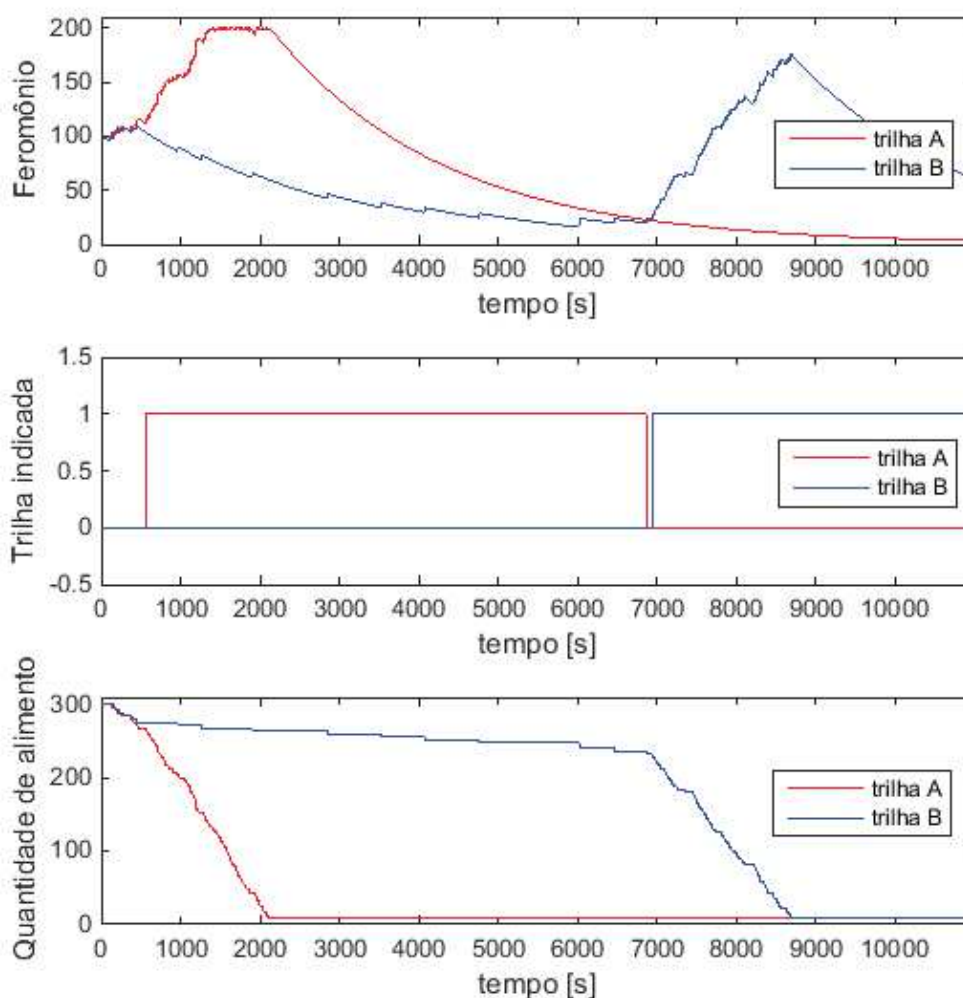 Feromônio
200
150
100
50
0
trilha A
trilha B
0 1000 2000 3000 4000 5000 6000 7000 8000 9000 10000
tempo [s]
Trilha indicada
1.5
1
0.5
0
-0.5
trilha A
trilha B
0 1000 2000 3000 4000 5000 6000 7000 8000 9000 10000
tempo [s]
Quantidade de alimento
300
200
100
0
trilha A
trilha B
0 1000 2000 3000 4000 5000 6000 7000 8000 9000 10000
tempo [s]